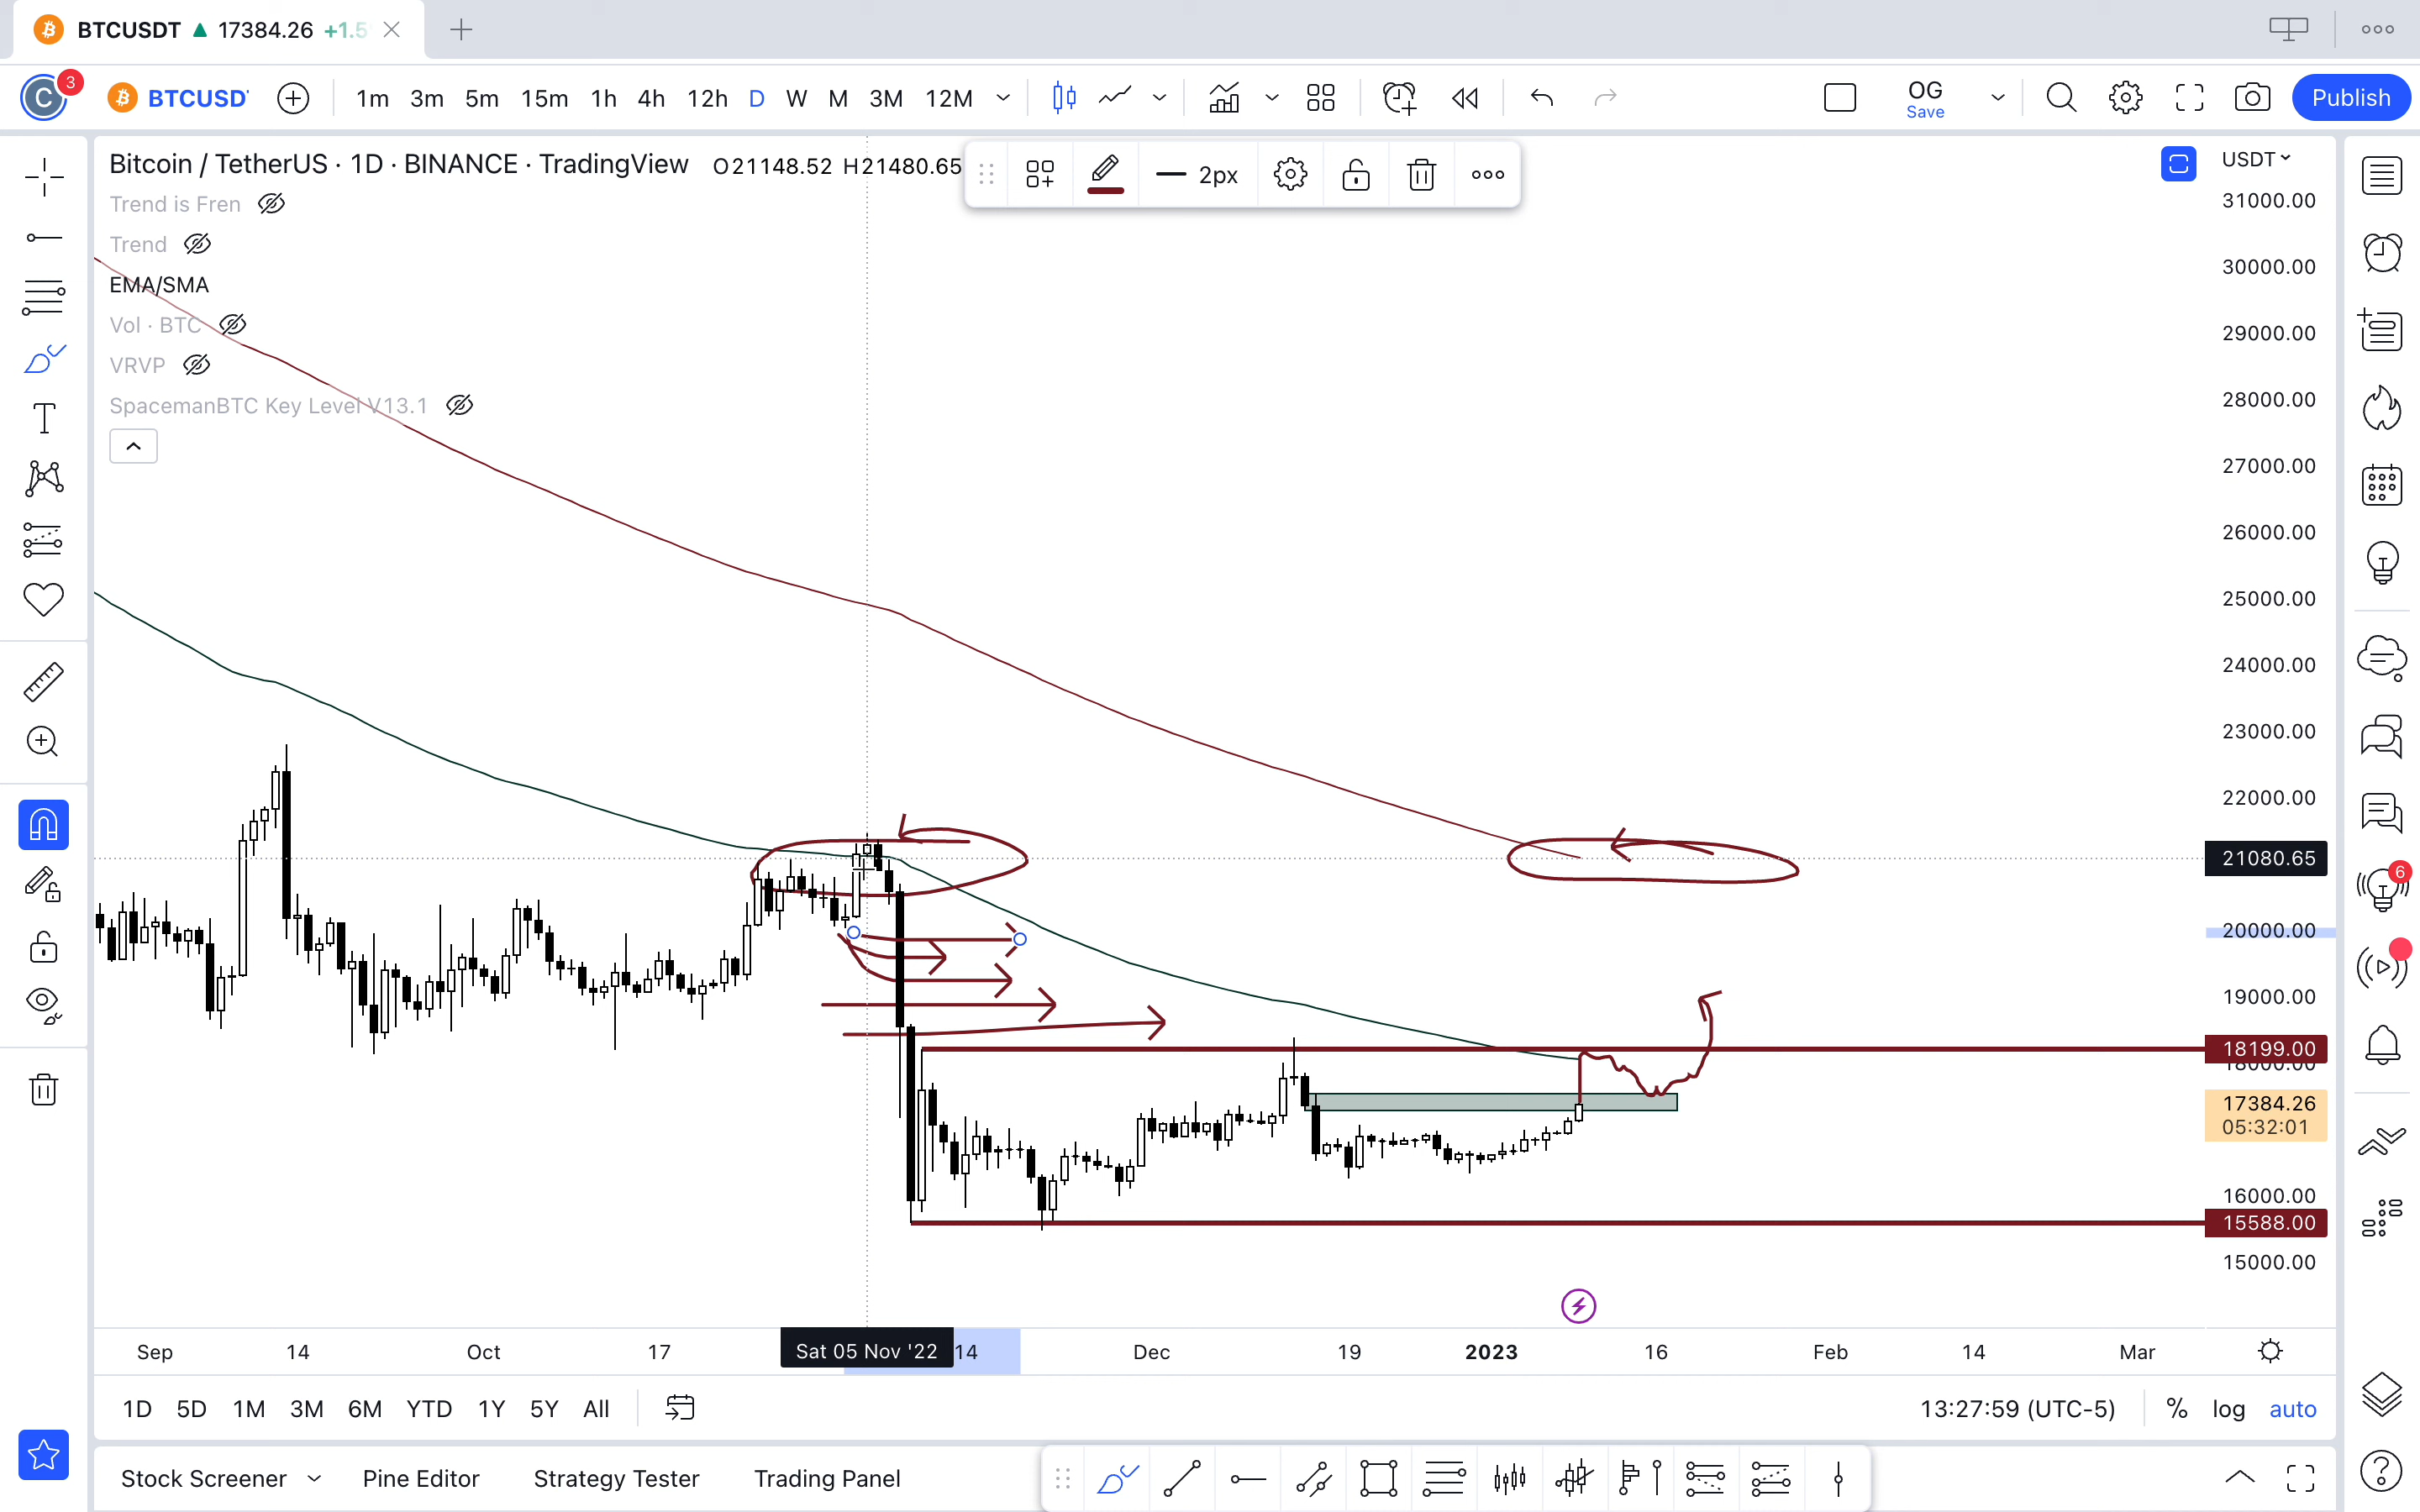 BTCUSDT 17384.26 +1.5
C 3 BTCUSD 1m 3m 5m 15m 1h 4h 12h D W M 3M 12M OG Save Publish
Bitcoin / TetherUS · 1D · BINANCE · TradingView O21148.52 H21480.65 2px USDT
Trend is Fren
Trend
EMA/SMA
Vol · BTC
VRVP
SpacemanBTC Key Level V13.1
31000.00
30000.00
29000.00
28000.00
27000.00
26000.00
25000.00
24000.00
23000.00
22000.00
21080.65
6
20000.00
19000.00
18199.00
18000.00
17384.26
05:32:01
16000.00
15588.00
15000.00
Sep 14 Oct 17 Sat 05 Nov '22 14 Dec 19 2023 16 Feb 14 Mar
1D 5D 1M 3M 6M YTD 1Y 5Y All 13:27:59 (UTC-5) % log auto
Stock Screener Pine Editor Strategy Tester Trading Panel